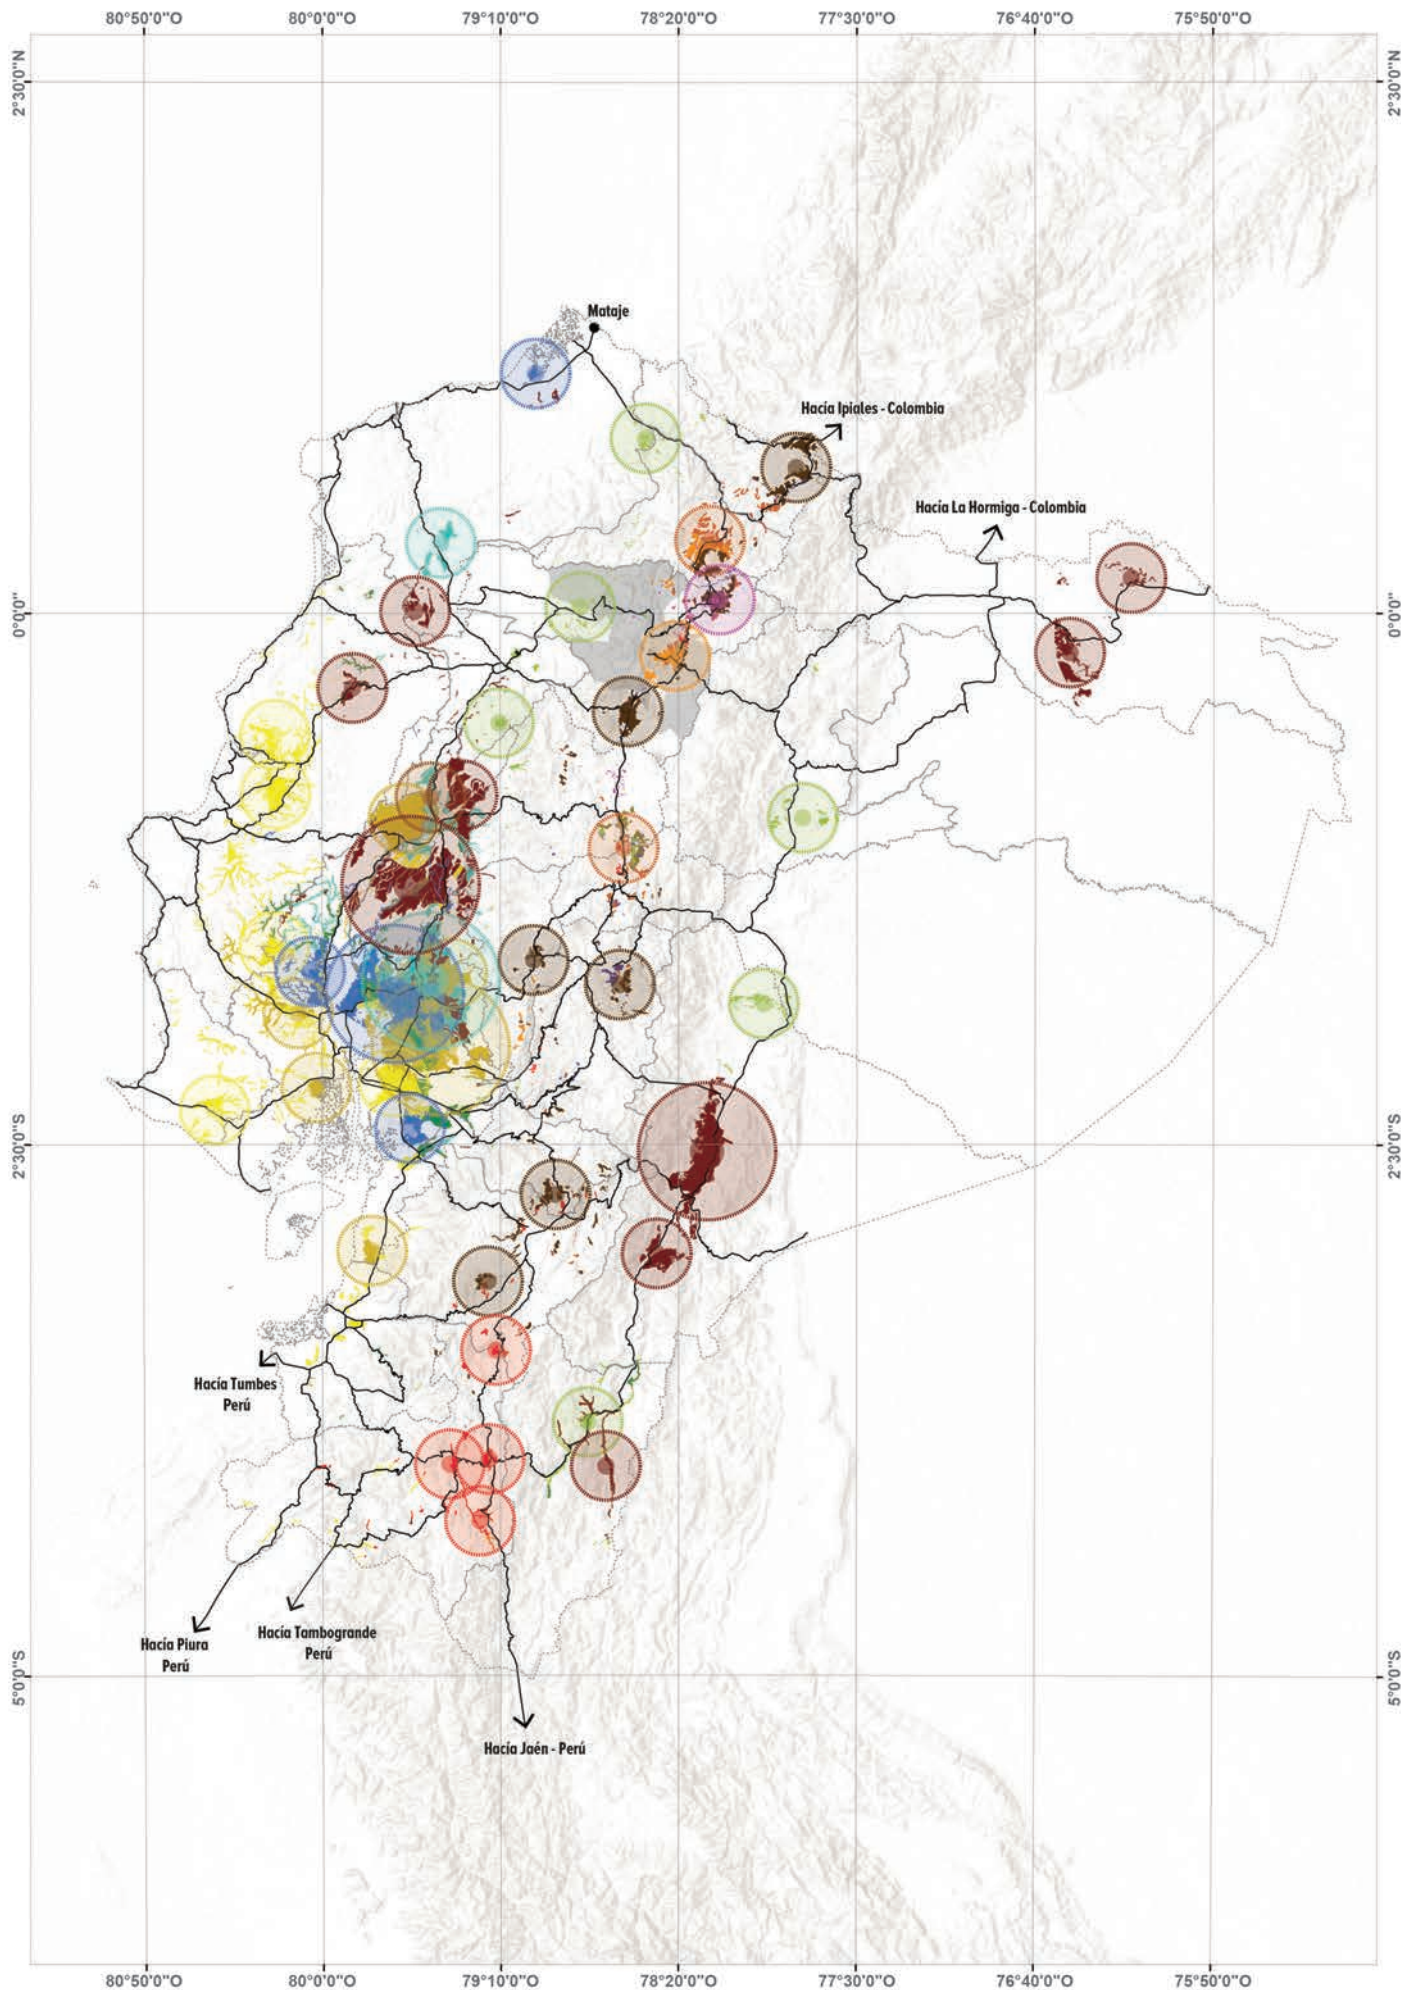 80°50'0"O
80°0'0"O
79°10'0"O
78°20'0"O
77°30'0"O
76°40'0"O
75°50'0"O
2°30'0"N
2°30'0"N
Mataje
Hacía Ipiales - Colombia
Hacía La Hormiga - Colombia
0°0'0"
0°0'0"
2°30'0"S
2°30'0"S
Hacía Tumbes
Perú
Hacía Piura
Perú
Hacía Tambogrande
Perú
5°0'0"S
5°0'0"S
Hacía Jaén - Perú
80°50'0"O
80°0'0"O
79°10'0"O
78°20'0"O
77°30'0"O
76°40'0"O
75°50'0"O